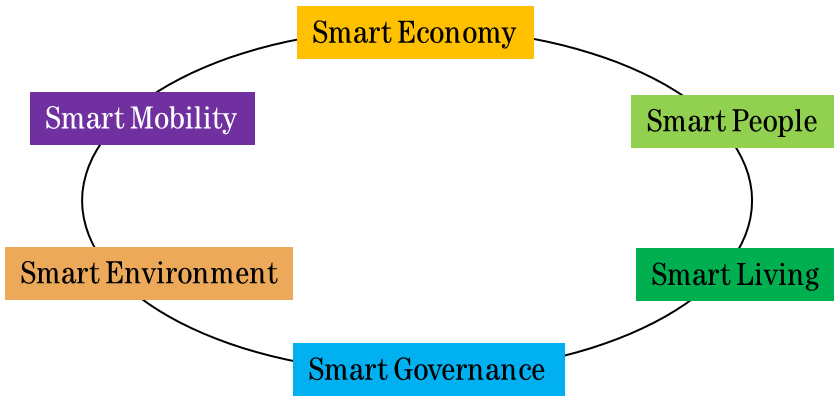 Smart Economy
Smart Mobility
Smart People
Smart Environment
Smart Living
Smart Governance